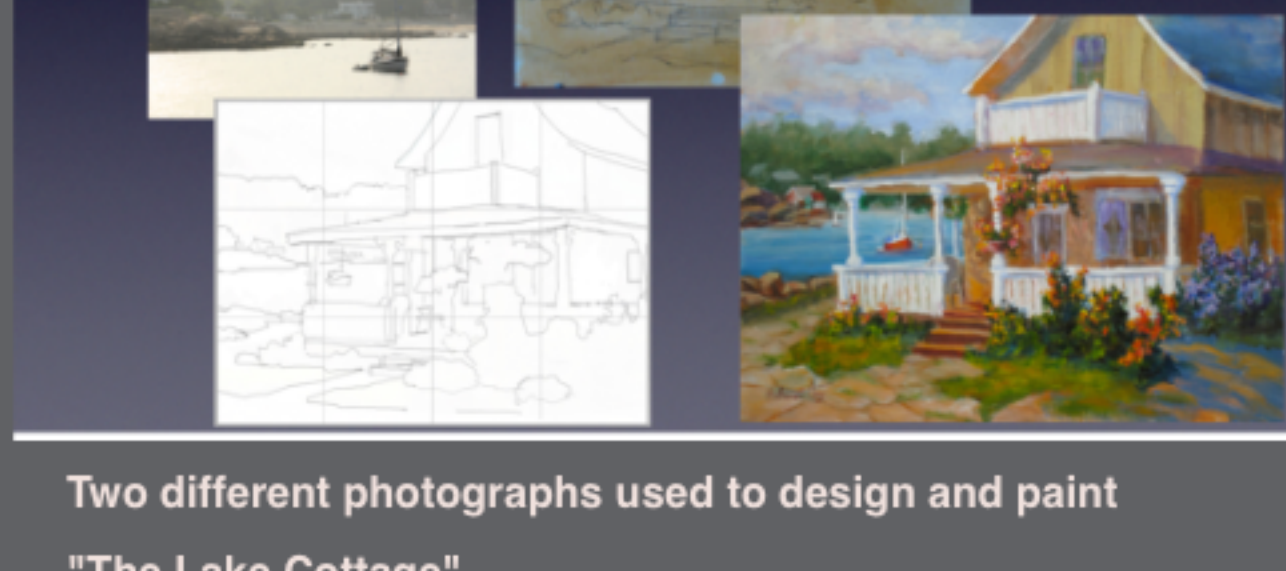 Two different photographs used to design and paint
"The Lake Cottage"